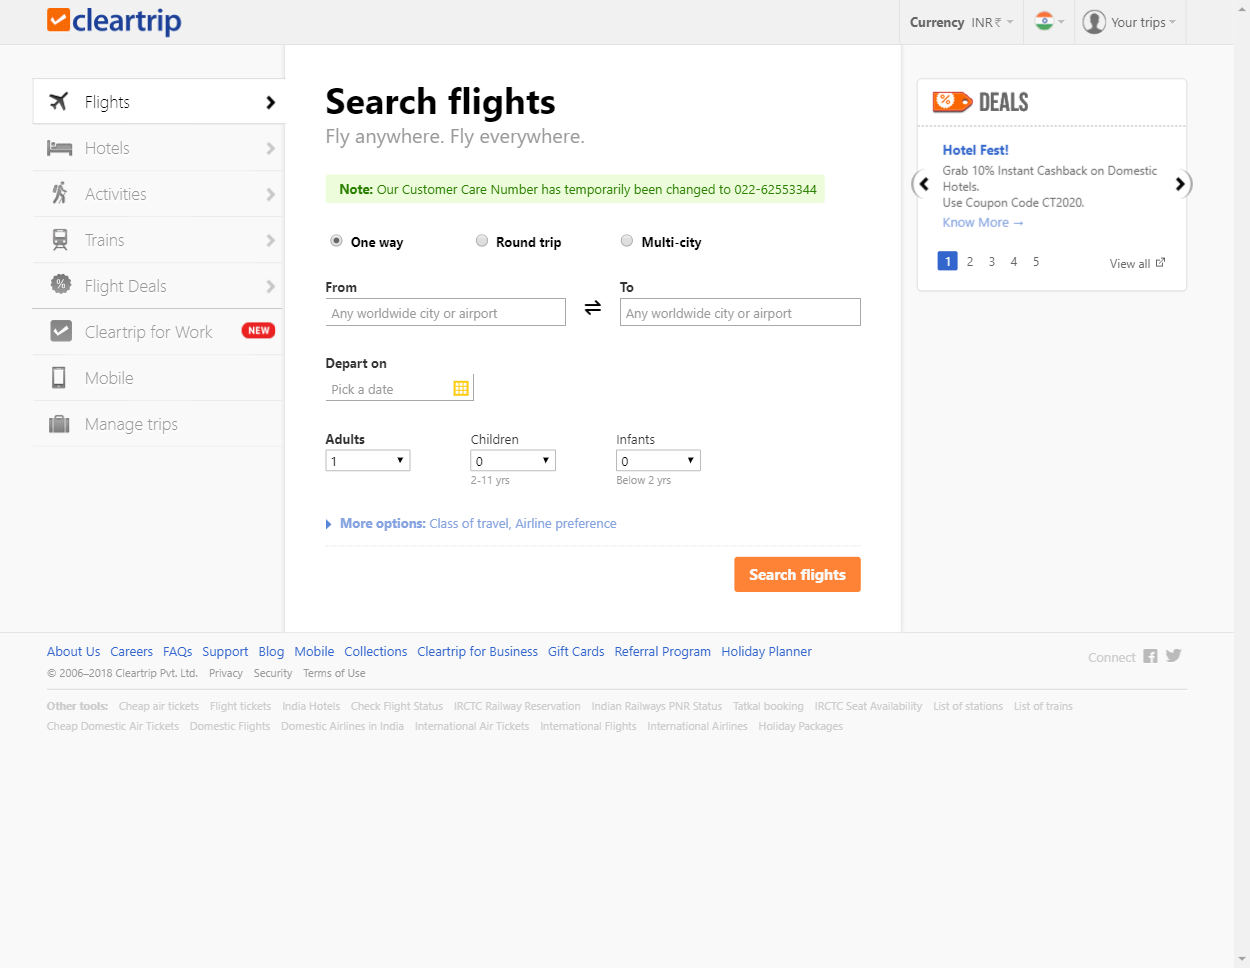 cleartrip
Currency INR₹
Your trips
Flights
Hotels
Activities
Trains
% Flight Deals
Cleartrip for Work NEW
Mobile
Manage trips
Search flights
Fly anywhere. Fly everywhere.
Note: Our Customer Care Number has temporarily been changed to 022-62553344
One way Round trip Multi-city
From To
Any worldwide city or airport Any worldwide city or airport
Depart on
Pick a date
Adults Children Infants
1 0 0
2-11 yrs Below 2 yrs
More options: Class of travel, Airline preference
Search flights
% DEALS
Hotel Fest!
Grab 10% Instant Cashback on Domestic
Hotels.
Use Coupon Code CT2020.
Know More →
1 2 3 4 5 View all
About Us Careers FAQs Support Blog Mobile Collections Cleartrip for Business Gift Cards Referral Program Holiday Planner
© 2006–2018 Cleartrip Pvt. Ltd. Privacy Security Terms of Use
Connect
Other tools: Cheap air tickets Flight tickets India Hotels Check Flight Status IRCTC Railway Reservation Indian Railways PNR Status Tatkal booking IRCTC Seat Availability List of stations List of trains
Cheap Domestic Air Tickets Domestic Flights Domestic Airlines in India International Air Tickets International Flights International Airlines Holiday Packages